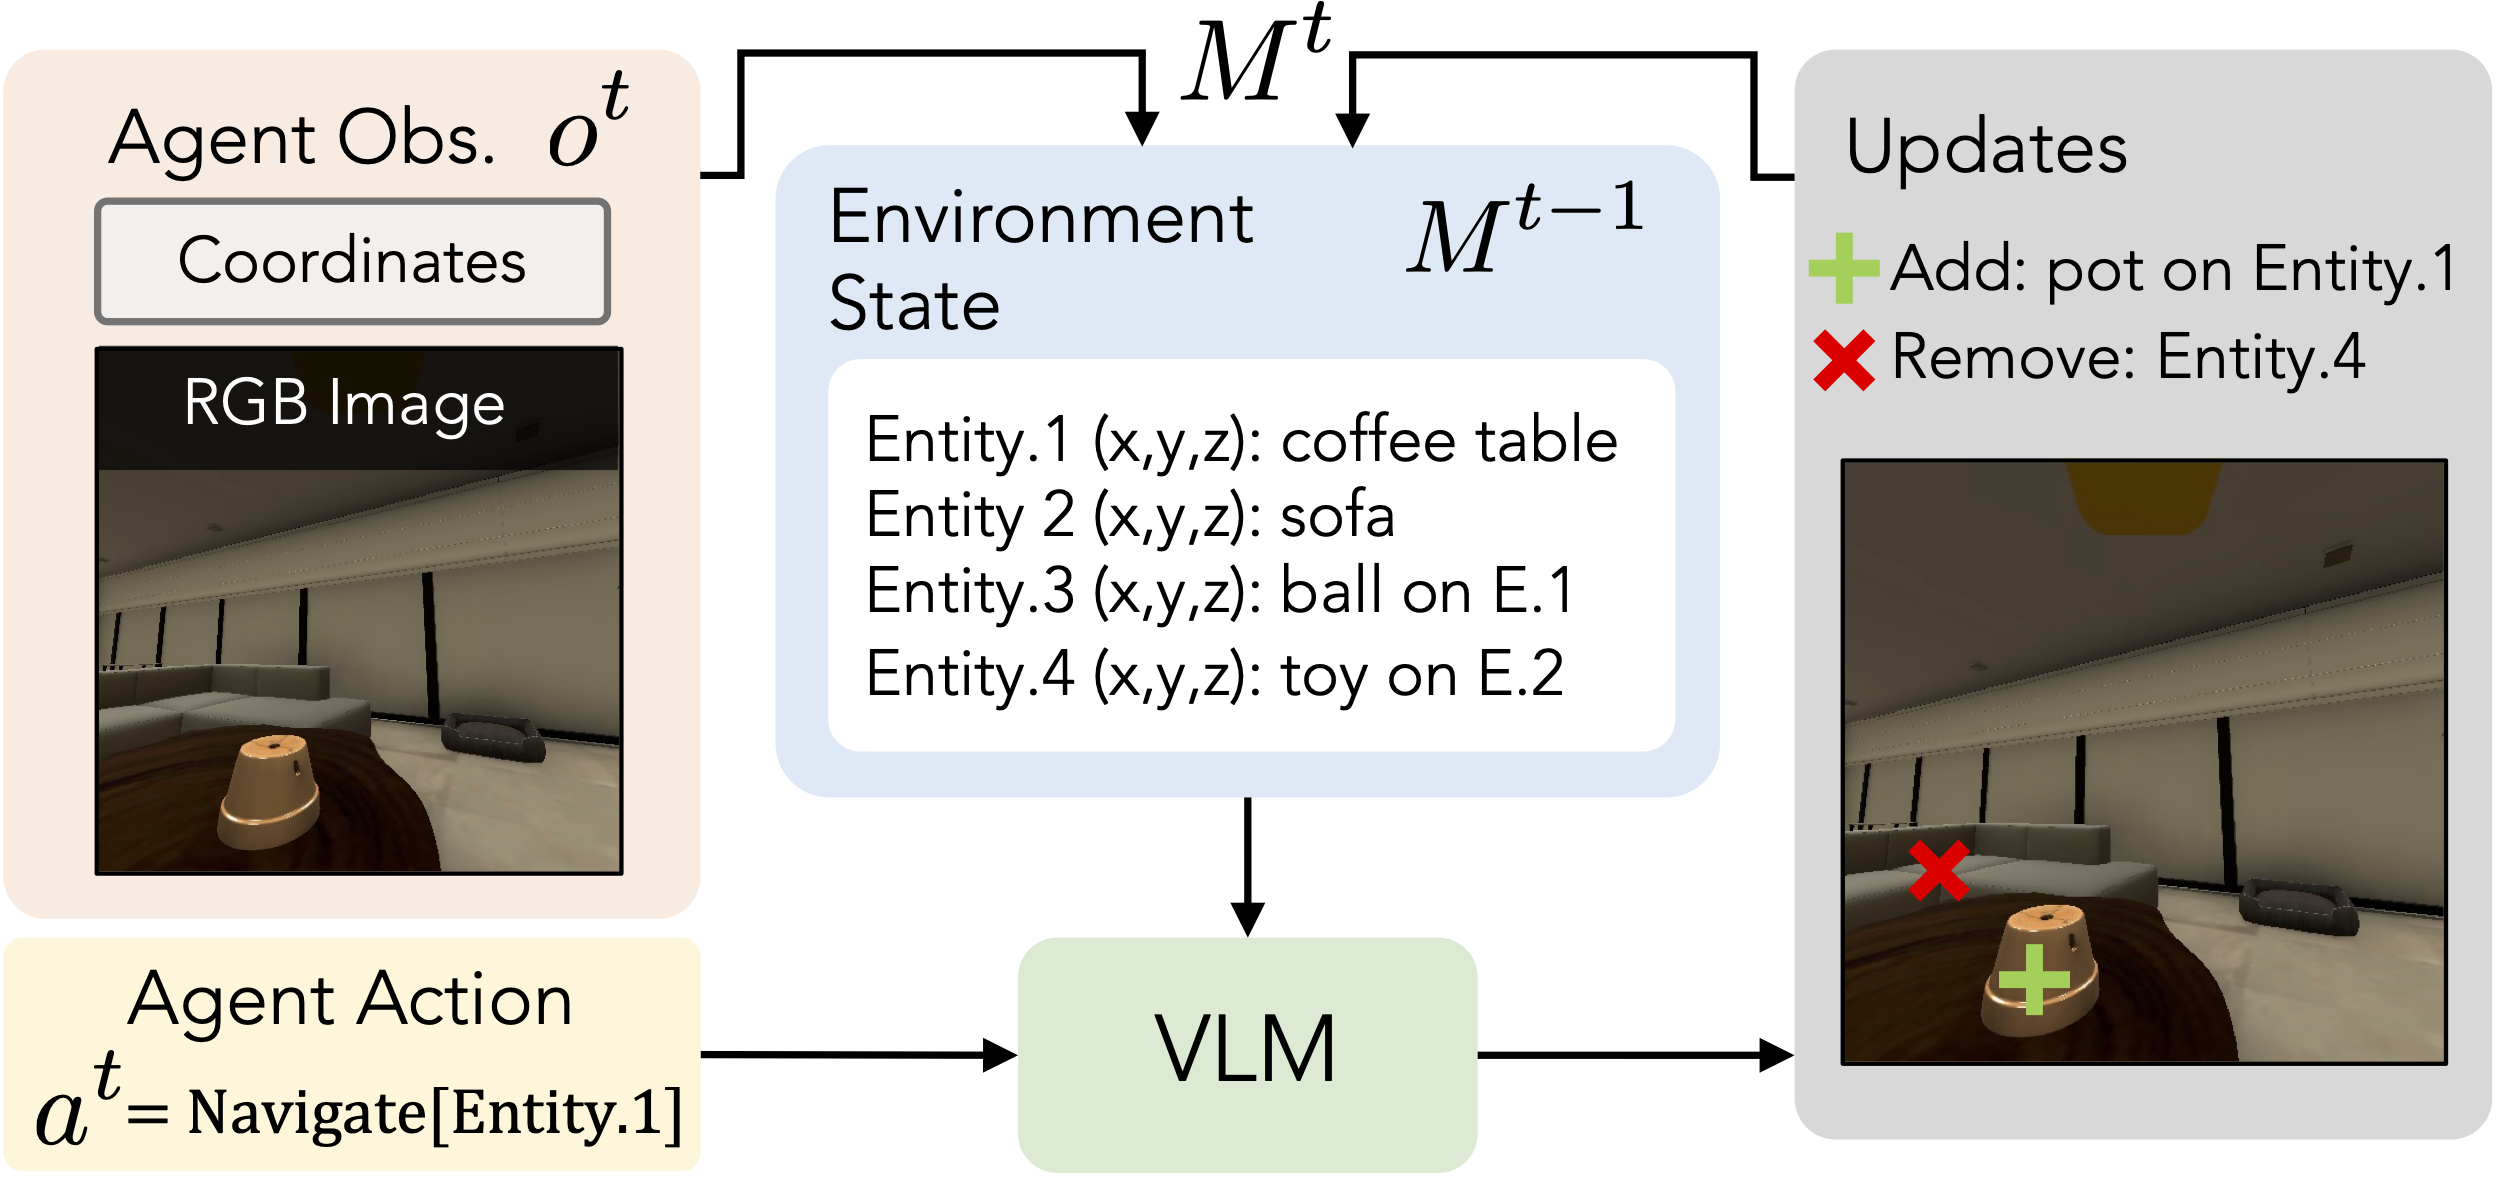 M^t
Agent Obs. o^t
Coordinates
RGB Image
Environment M^{t-1}
State
Entity.1 (x,y,z): coffee table
Entity 2 (x,y,z): sofa
Entity.3 (x,y,z): ball on E.1
Entity.4 (x,y,z): toy on E.2
Updates
Add: pot on Entity.1
Remove: Entity.4
Agent Action
a^t = Navigate[Entity.1]
VLM